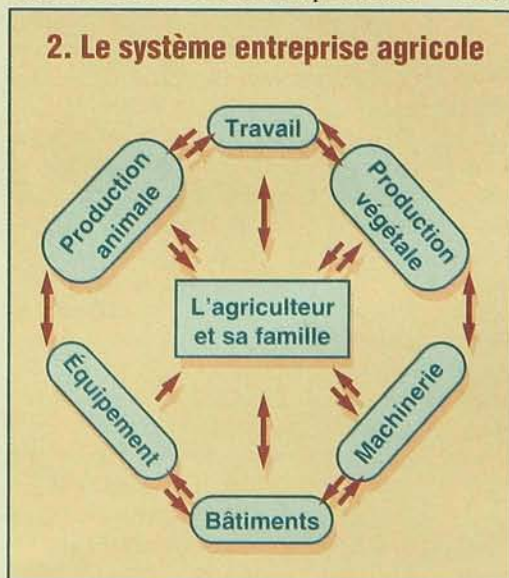 2. Le système entreprise agricole
Travail
Production
animale
Production
végétale
L'agriculteur
et sa famille
Équipement
Machinerie
Bâtiments